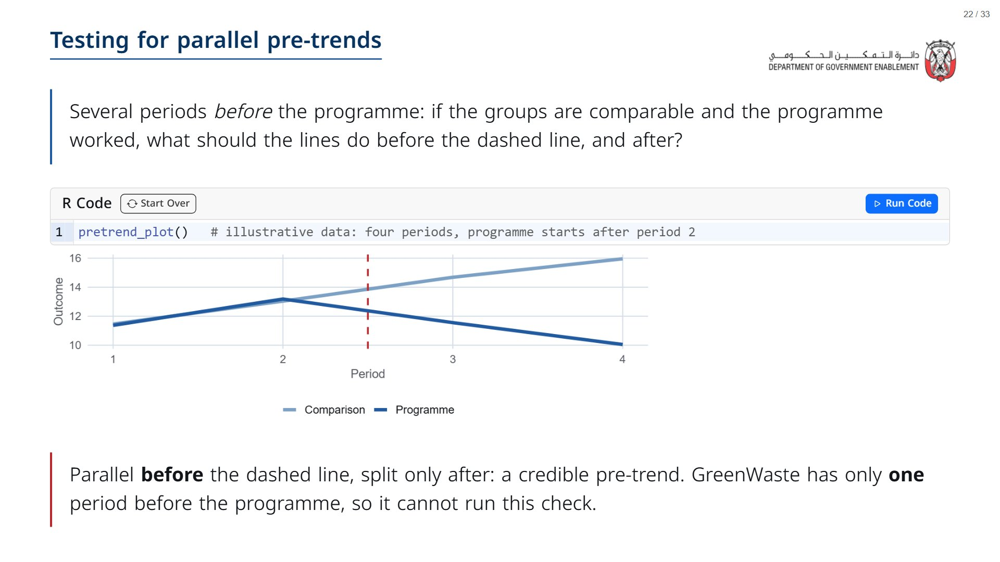 22 / 33
Testing for parallel pre-trends
دائرة التمكين الحكومي
DEPARTMENT OF GOVERNMENT ENABLEMENT
Several periods before the programme: if the groups are comparable and the programme
worked, what should the lines do before the dashed line, and after?
R Code Start Over Run Code
1 pretrend_plot() # illustrative data: four periods, programme starts after period 2
16
14
12
10
Outcome
1 2 3 4
Period
Comparison Programme
Parallel before the dashed line, split only after: a credible pre-trend. GreenWaste has only one
period before the programme, so it cannot run this check.